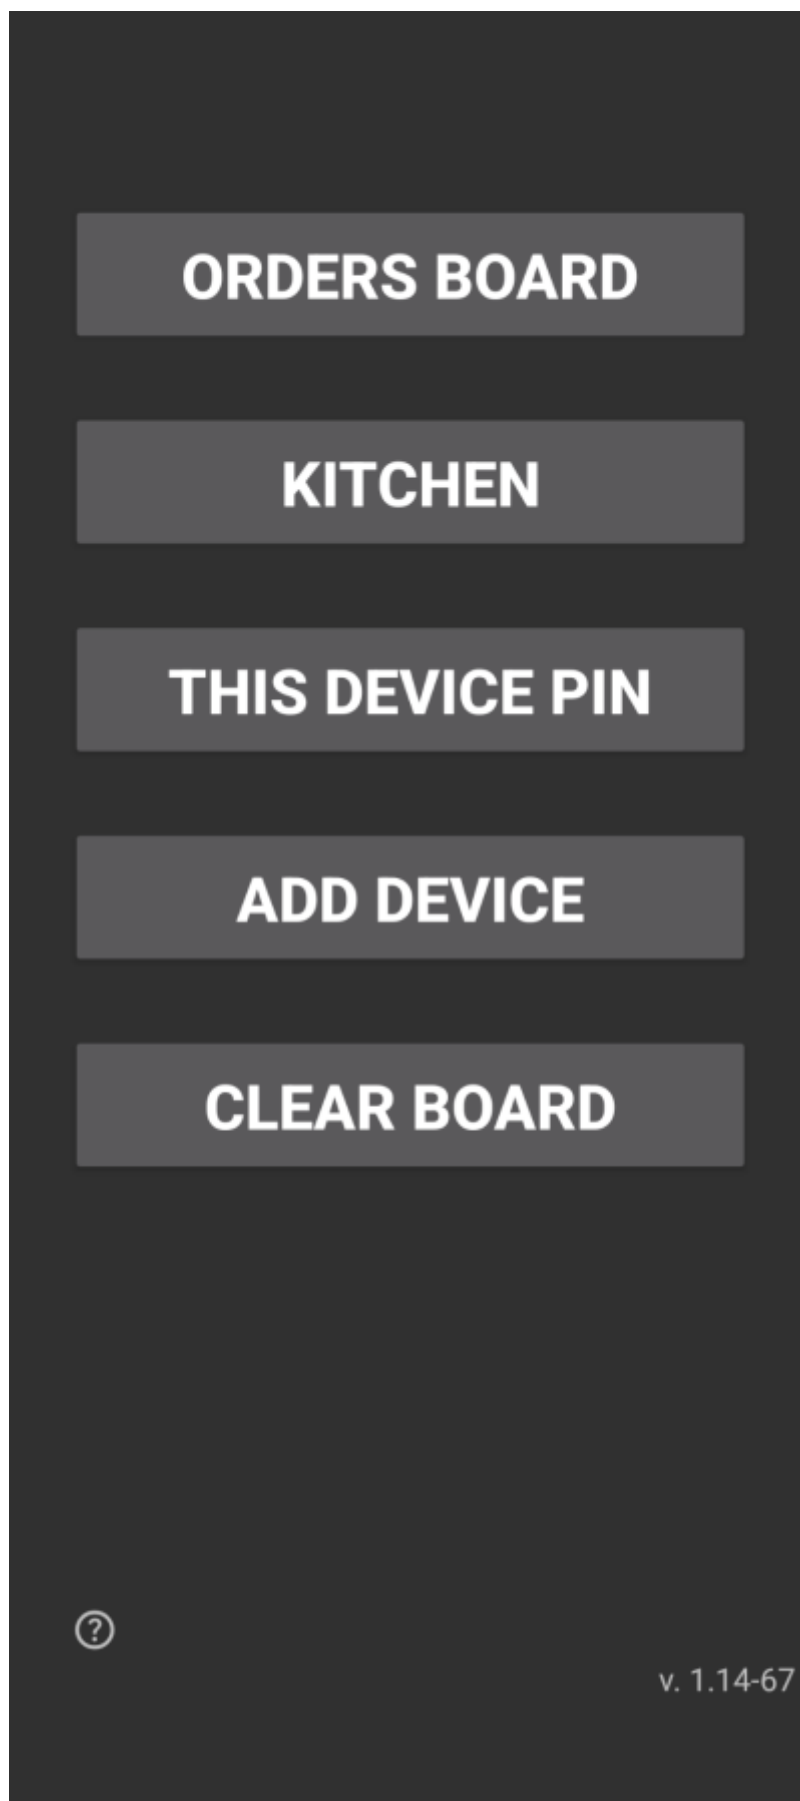 ORDERS BOARD
KITCHEN
THIS DEVICE PIN
ADD DEVICE
CLEAR BOARD
?
v. 1.14-67